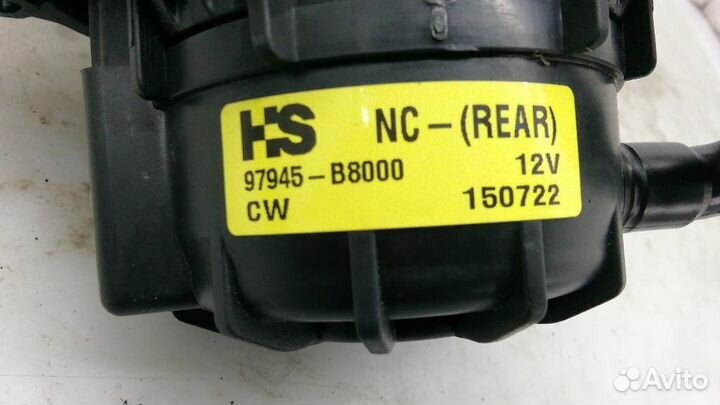 HS NC-(REAR)
97945-B8000 12V
CW 150722
Avito